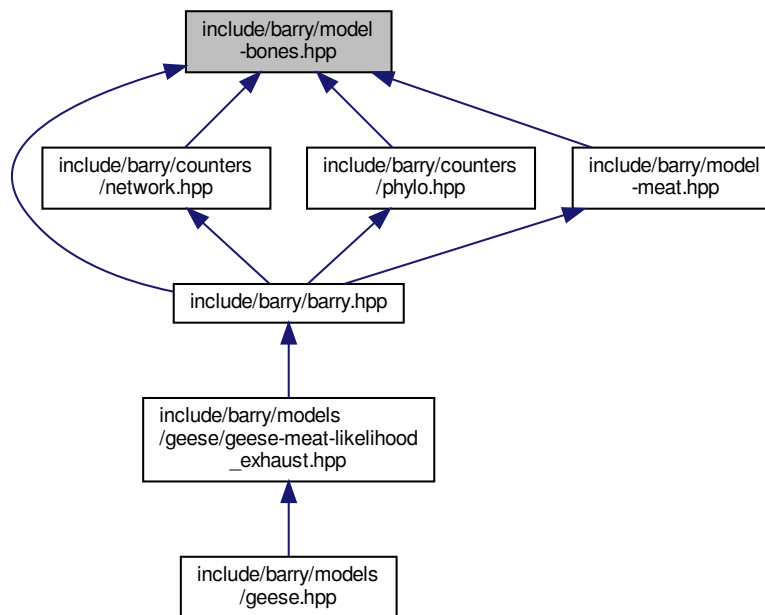 include/barry/model
-bones.hpp
include/barry/counters
/network.hpp
include/barry/counters
/phylo.hpp
include/barry/model
-meat.hpp
include/barry/barry.hpp
include/barry/models
/geese/geese-meat-likelihood
_exhaust.hpp
include/barry/models
/geese.hpp